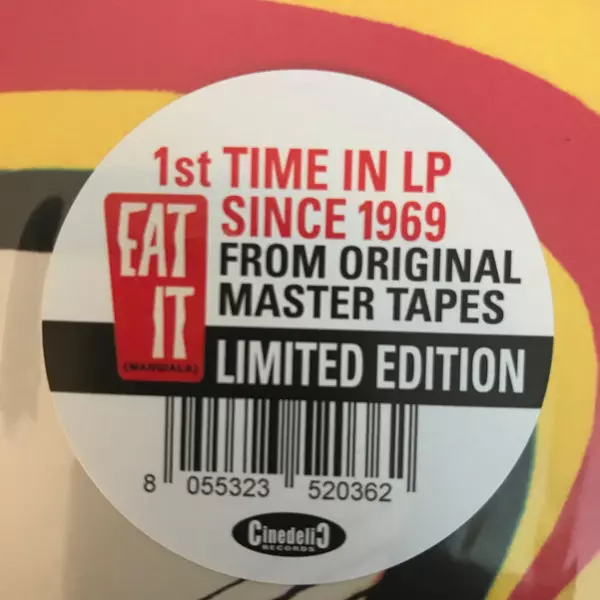 1st TIME IN LP
SINCE 1969
FROM ORIGINAL
MASTER TAPES
EAT
IT
(MANGIALA)
LIMITED EDITION
8 055323 520362
CinedeliC
RECORDS